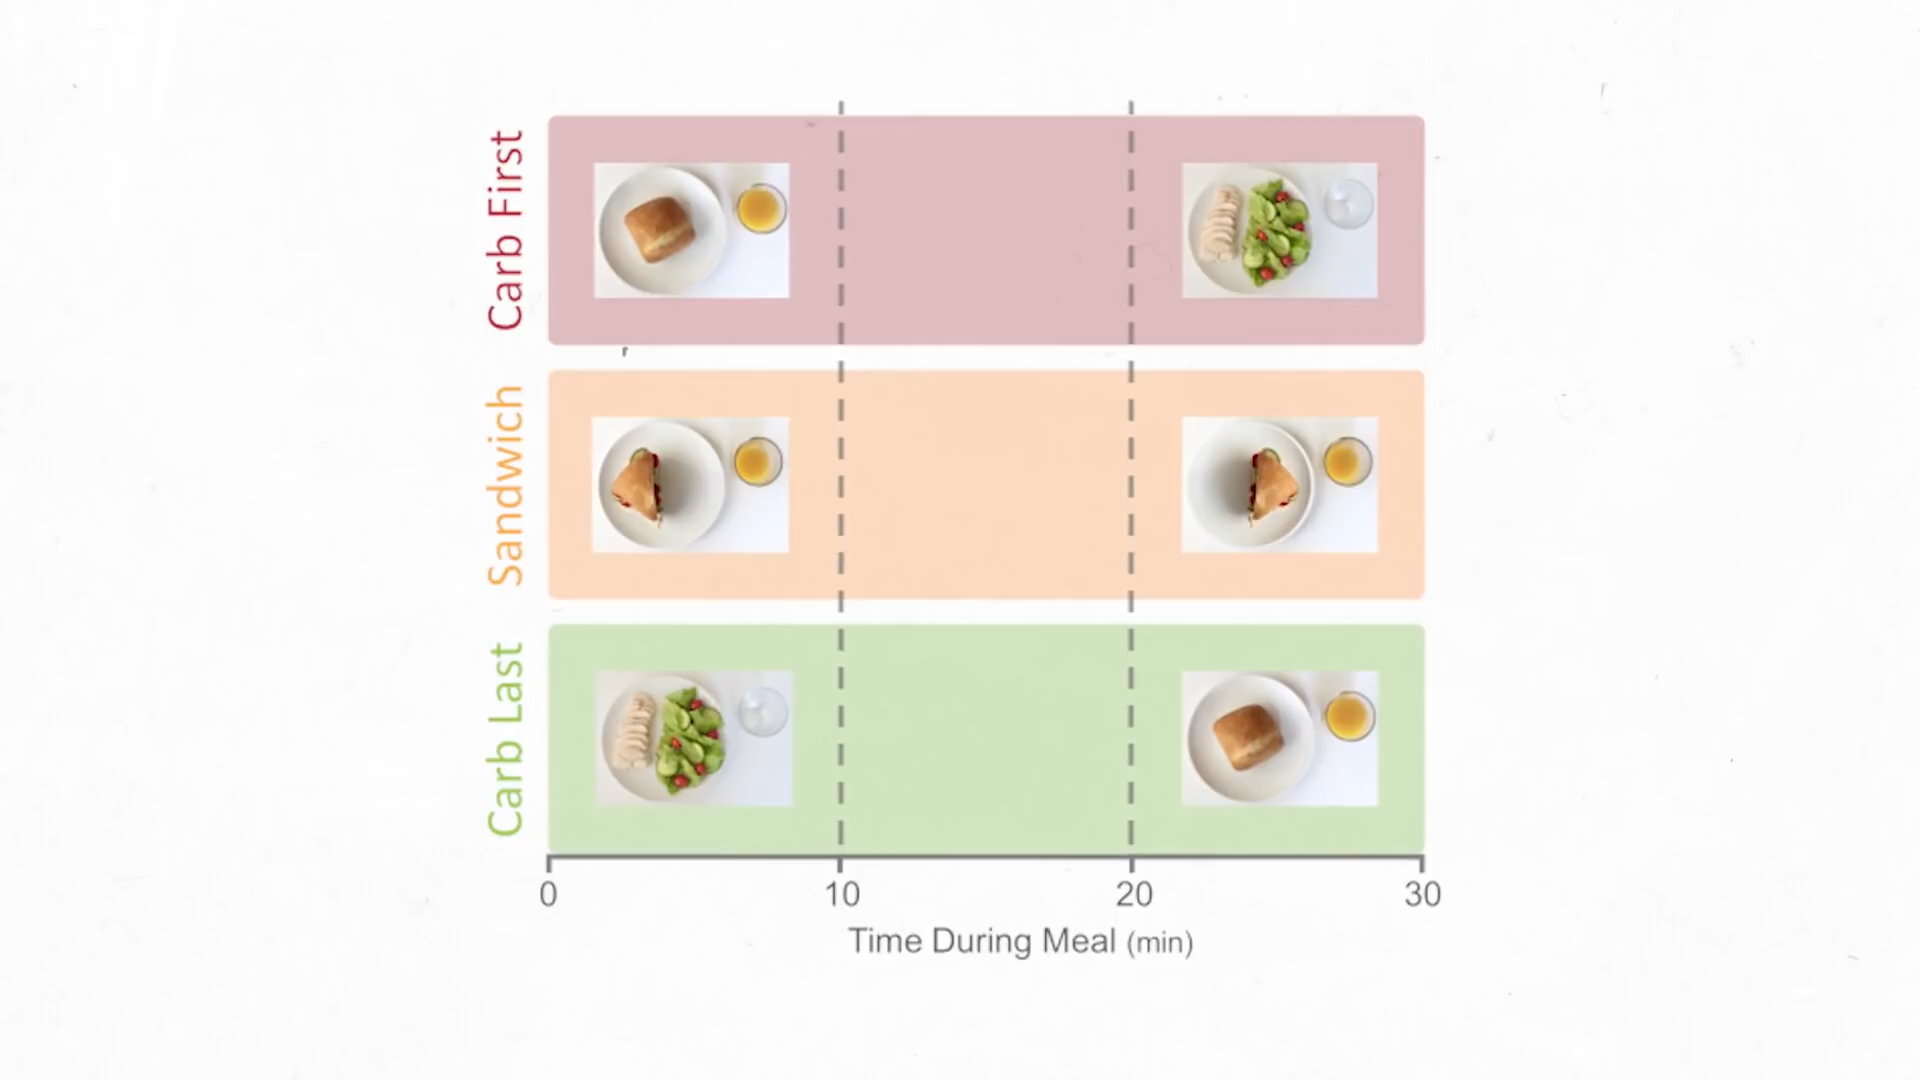 Carb First
Sandwich
Carb Last
0 10 20 30
Time During Meal (min)